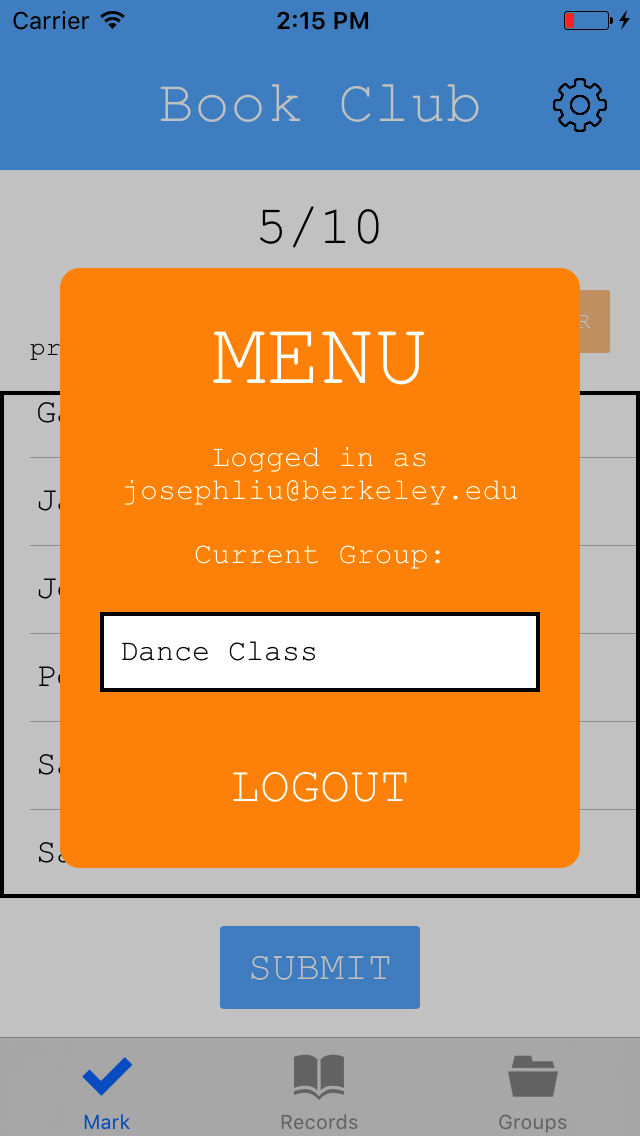 Carrier 2:15 PM
Book Club
5/10
MENU
Logged in as
josephliu@berkeley.edu
Current Group:
Dance Class
LOGOUT
SUBMIT
Mark Records Groups